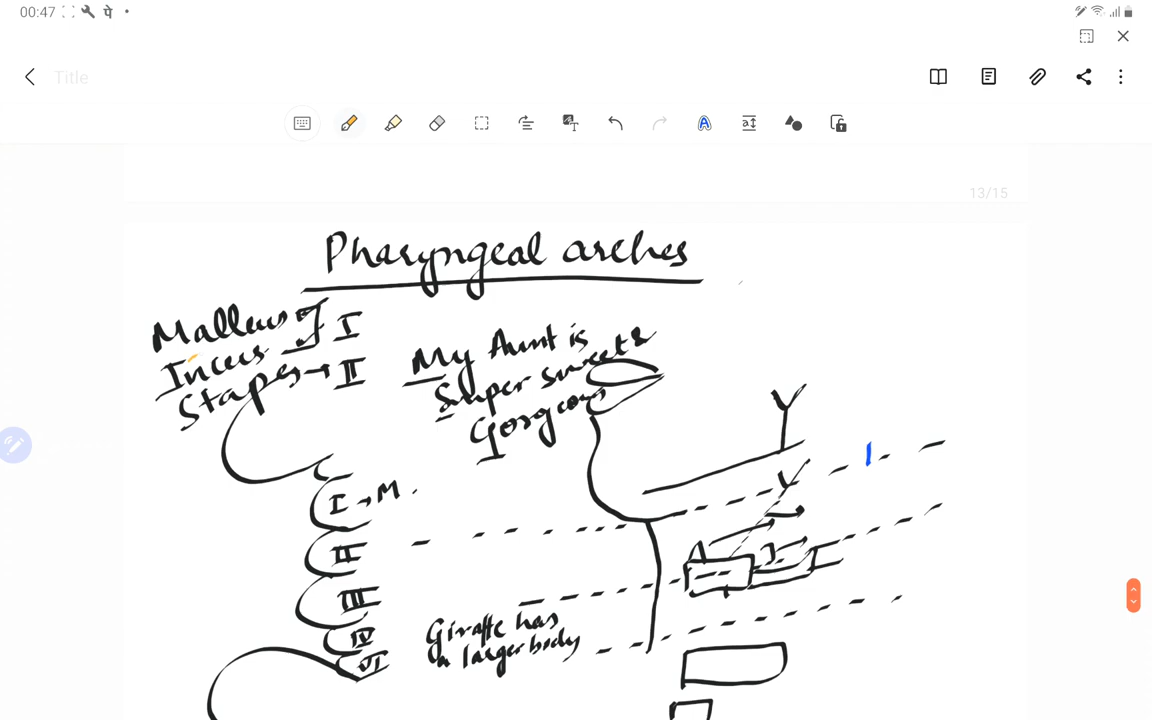 00:47
Title
13/15
Pharyngeal arches
Malleus
Incus
I
Stapes → II
My Aunt is
Super sweet &
Gorgeous
I → M.
II
III
IV
VI
Giraffe has
a larger body